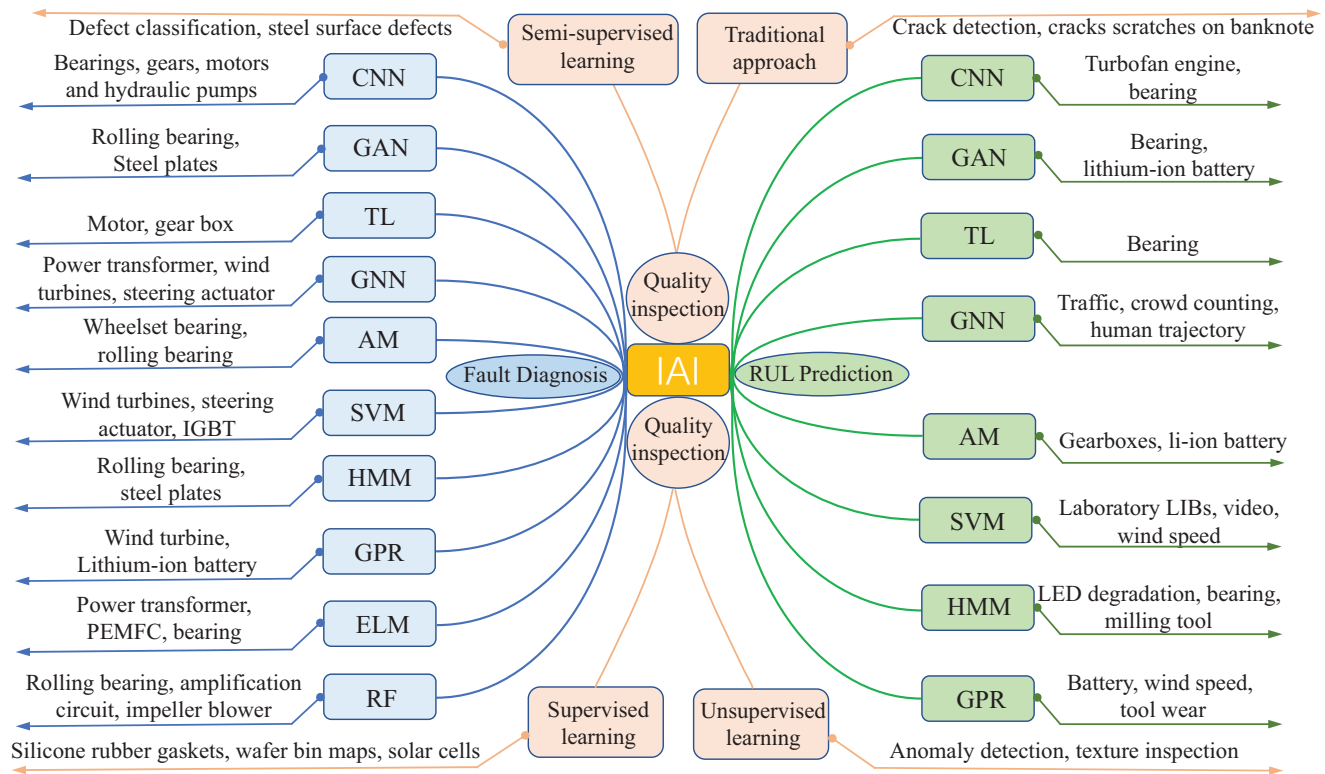 Defect classification, steel surface defects
Semi-supervised
learning
Traditional
approach
Crack detection, cracks scratches on banknote
Bearings, gears, motors
and hydraulic pumps
CNN
Rolling bearing,
Steel plates
GAN
Motor, gear box
TL
Power transformer, wind
turbines, steering actuator
GNN
Wheelset bearing,
rolling bearing
AM
Wind turbines, steering
actuator, IGBT
SVM
Rolling bearing,
steel plates
HMM
Wind turbine,
Lithium-ion battery
GPR
Power transformer,
PEMFC, bearing
ELM
Rolling bearing, amplification
circuit, impeller blower
RF
Fault Diagnosis
Quality
inspection
IAI
Quality
inspection
RUL Prediction
CNN
Turbofan engine,
bearing
GAN
Bearing,
lithium-ion battery
TL
Bearing
GNN
Traffic, crowd counting,
human trajectory
AM
Gearboxes, li-ion battery
SVM
Laboratory LIBs, video,
wind speed
HMM
LED degradation, bearing,
milling tool
GPR
Battery, wind speed,
tool wear
Silicone rubber gaskets, wafer bin maps, solar cells
Supervised
learning
Unsupervised
learning
Anomaly detection, texture inspection